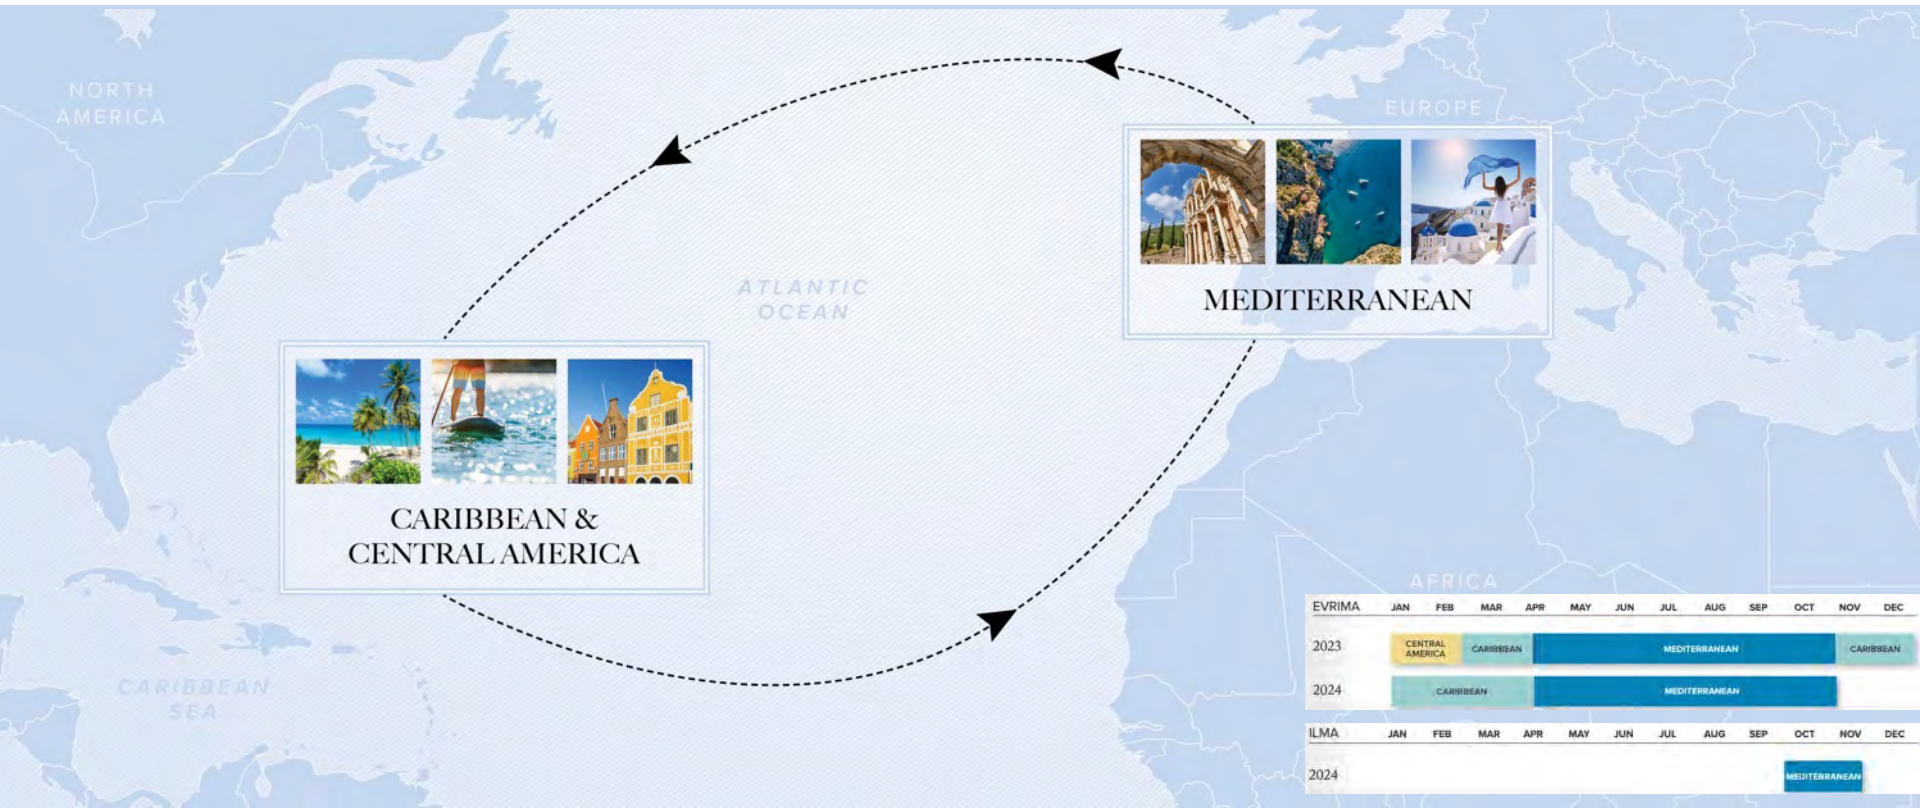 NORTH
AMERICA
EUROPE
MEDITERRANEAN
ATLANTIC
OCEAN
CARIBBEAN &
CENTRAL AMERICA
AFRICA
CARIBBEAN
SEA
EVRIMA JAN FEB MAR APR MAY JUN JUL AUG SEP OCT NOV DEC
2023 CENTRAL AMERICA CARIBBEAN MEDITERRANEAN CARIBBEAN
2024 CARIBBEAN MEDITERRANEAN
ILMA JAN FEB MAR APR MAY JUN JUL AUG SEP OCT NOV DEC
2024 MEDITERRANEAN